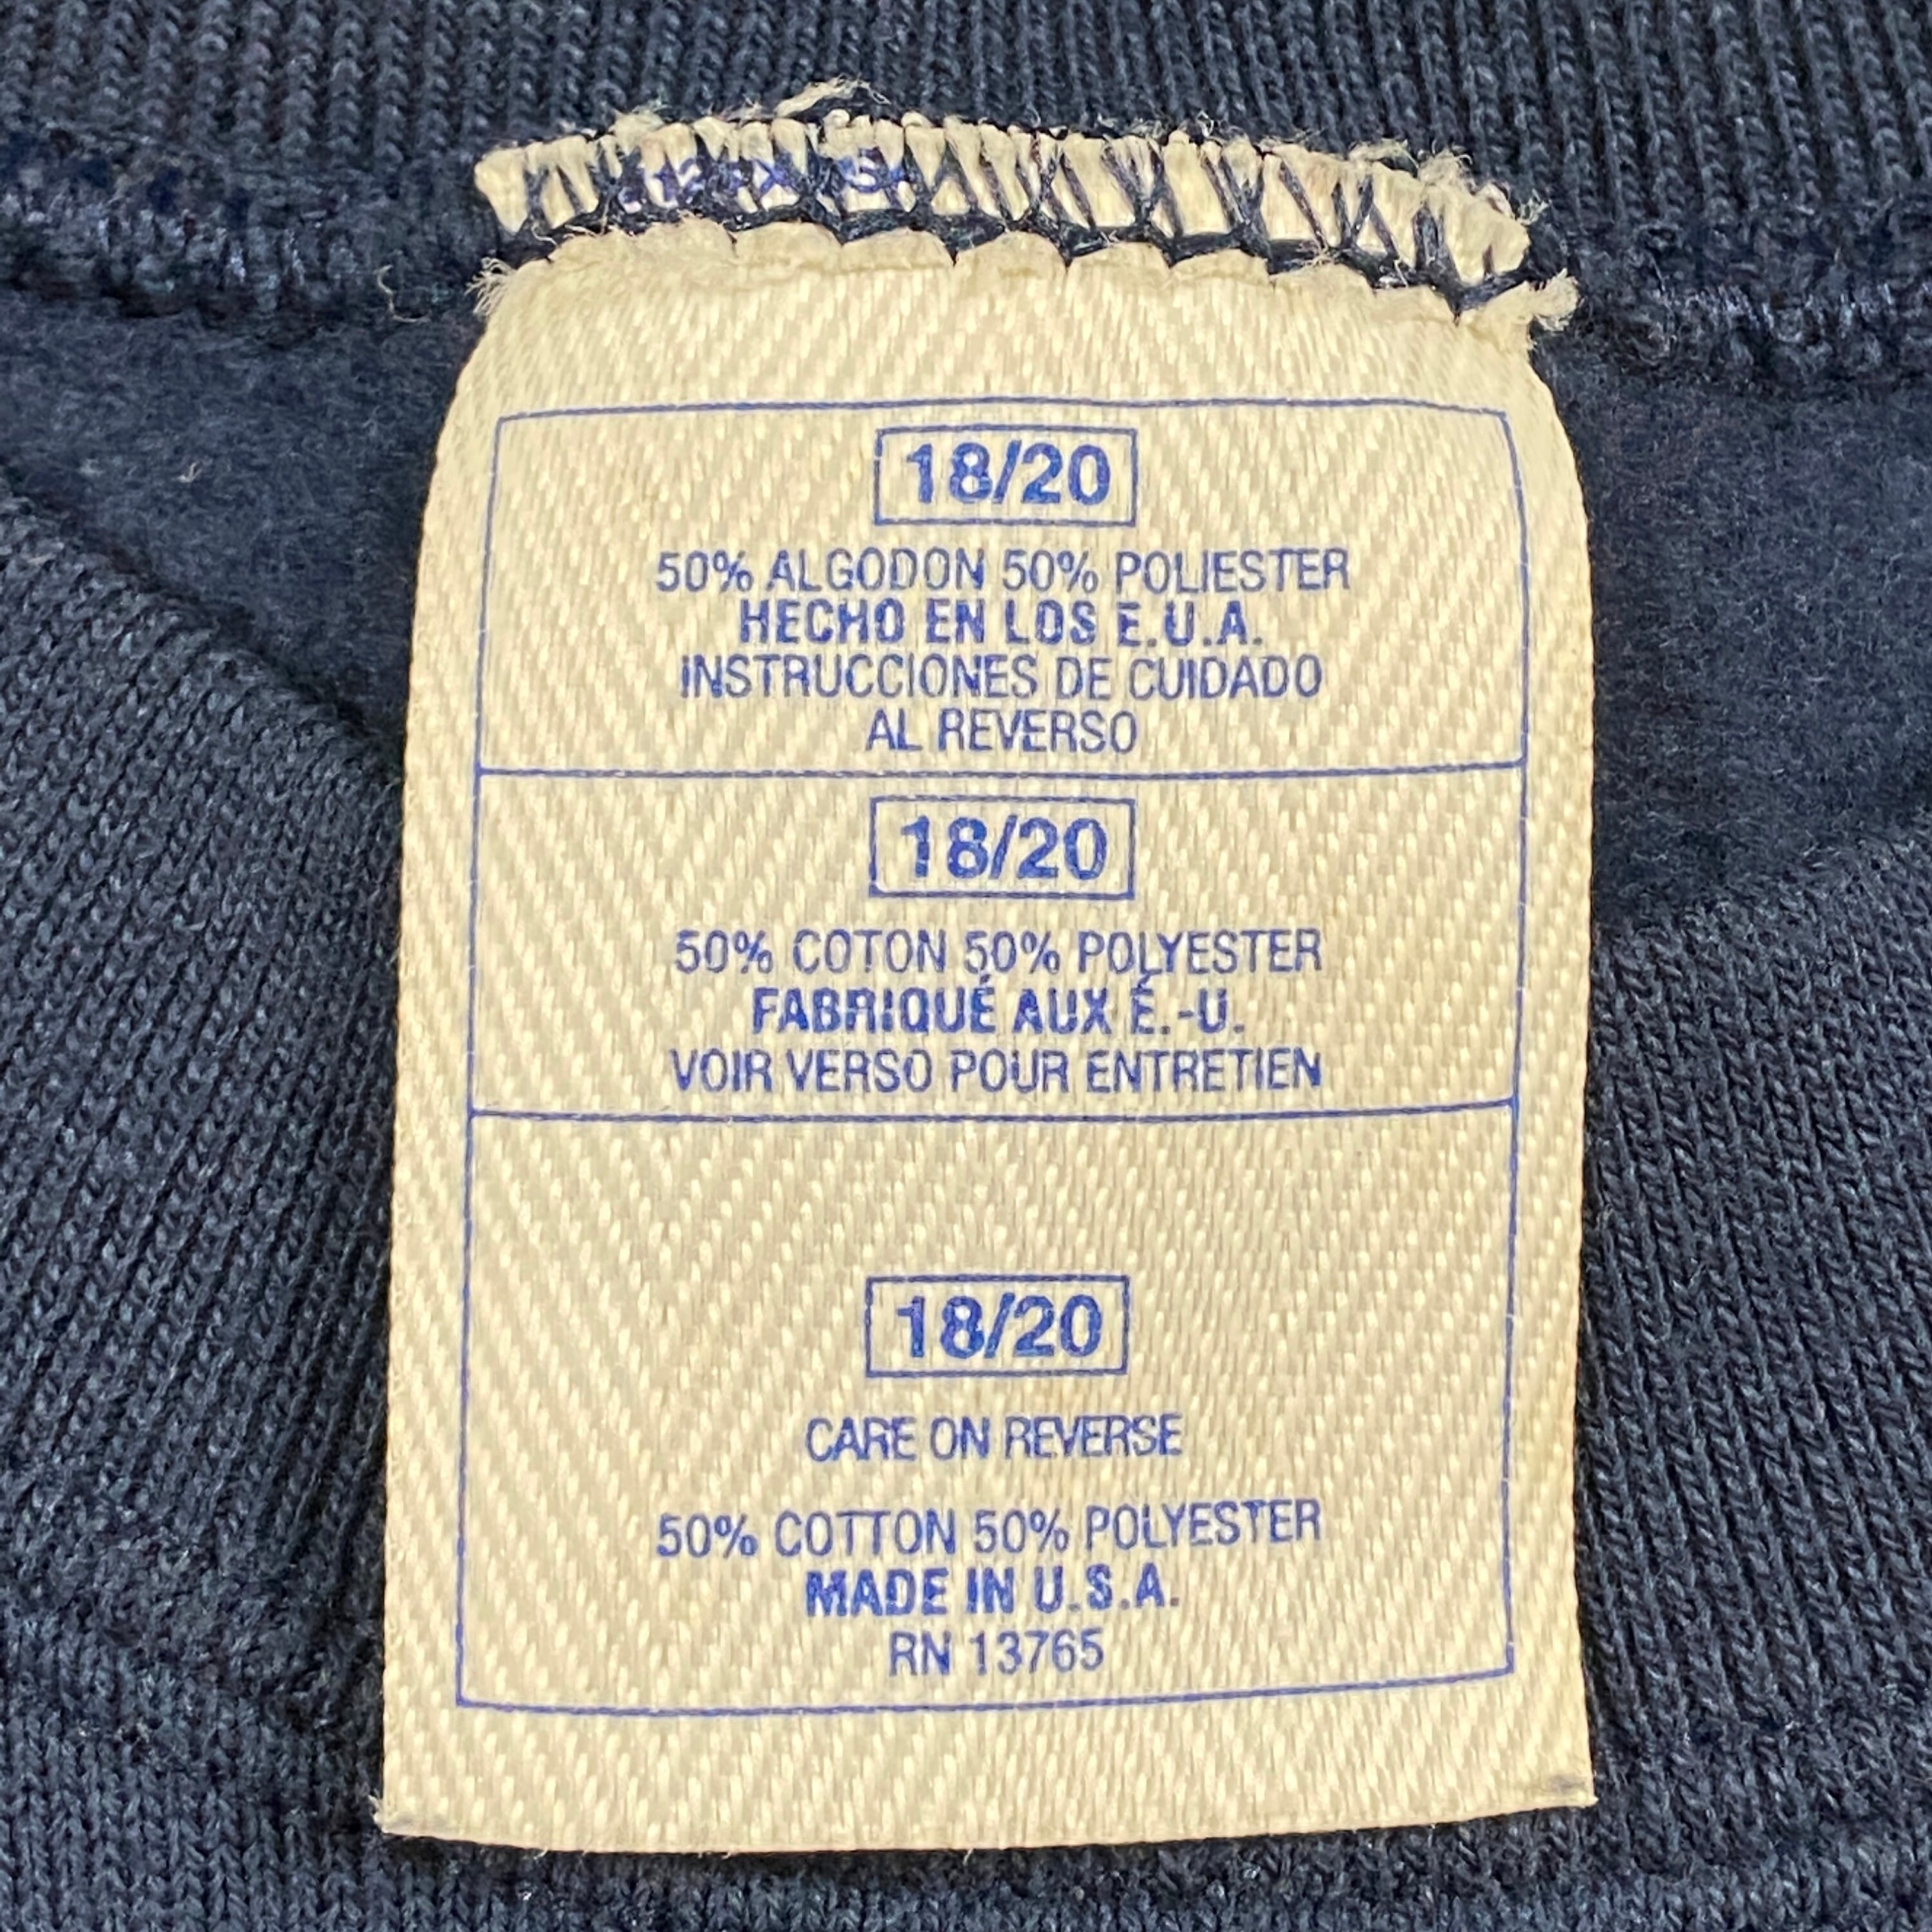 18/20
50% ALGODON 50% POLIESTER
HECHO EN LOS E.U.A.
INSTRUCCIONES DE CUIDADO
AL REVERSO
18/20
50% COTON 50% POLYESTER
FABRIQUÉ AUX É.-U.
VOIR VERSO POUR ENTRETIEN
18/20
CARE ON REVERSE
50% COTTON 50% POLYESTER
MADE IN U.S.A.
RN 13765